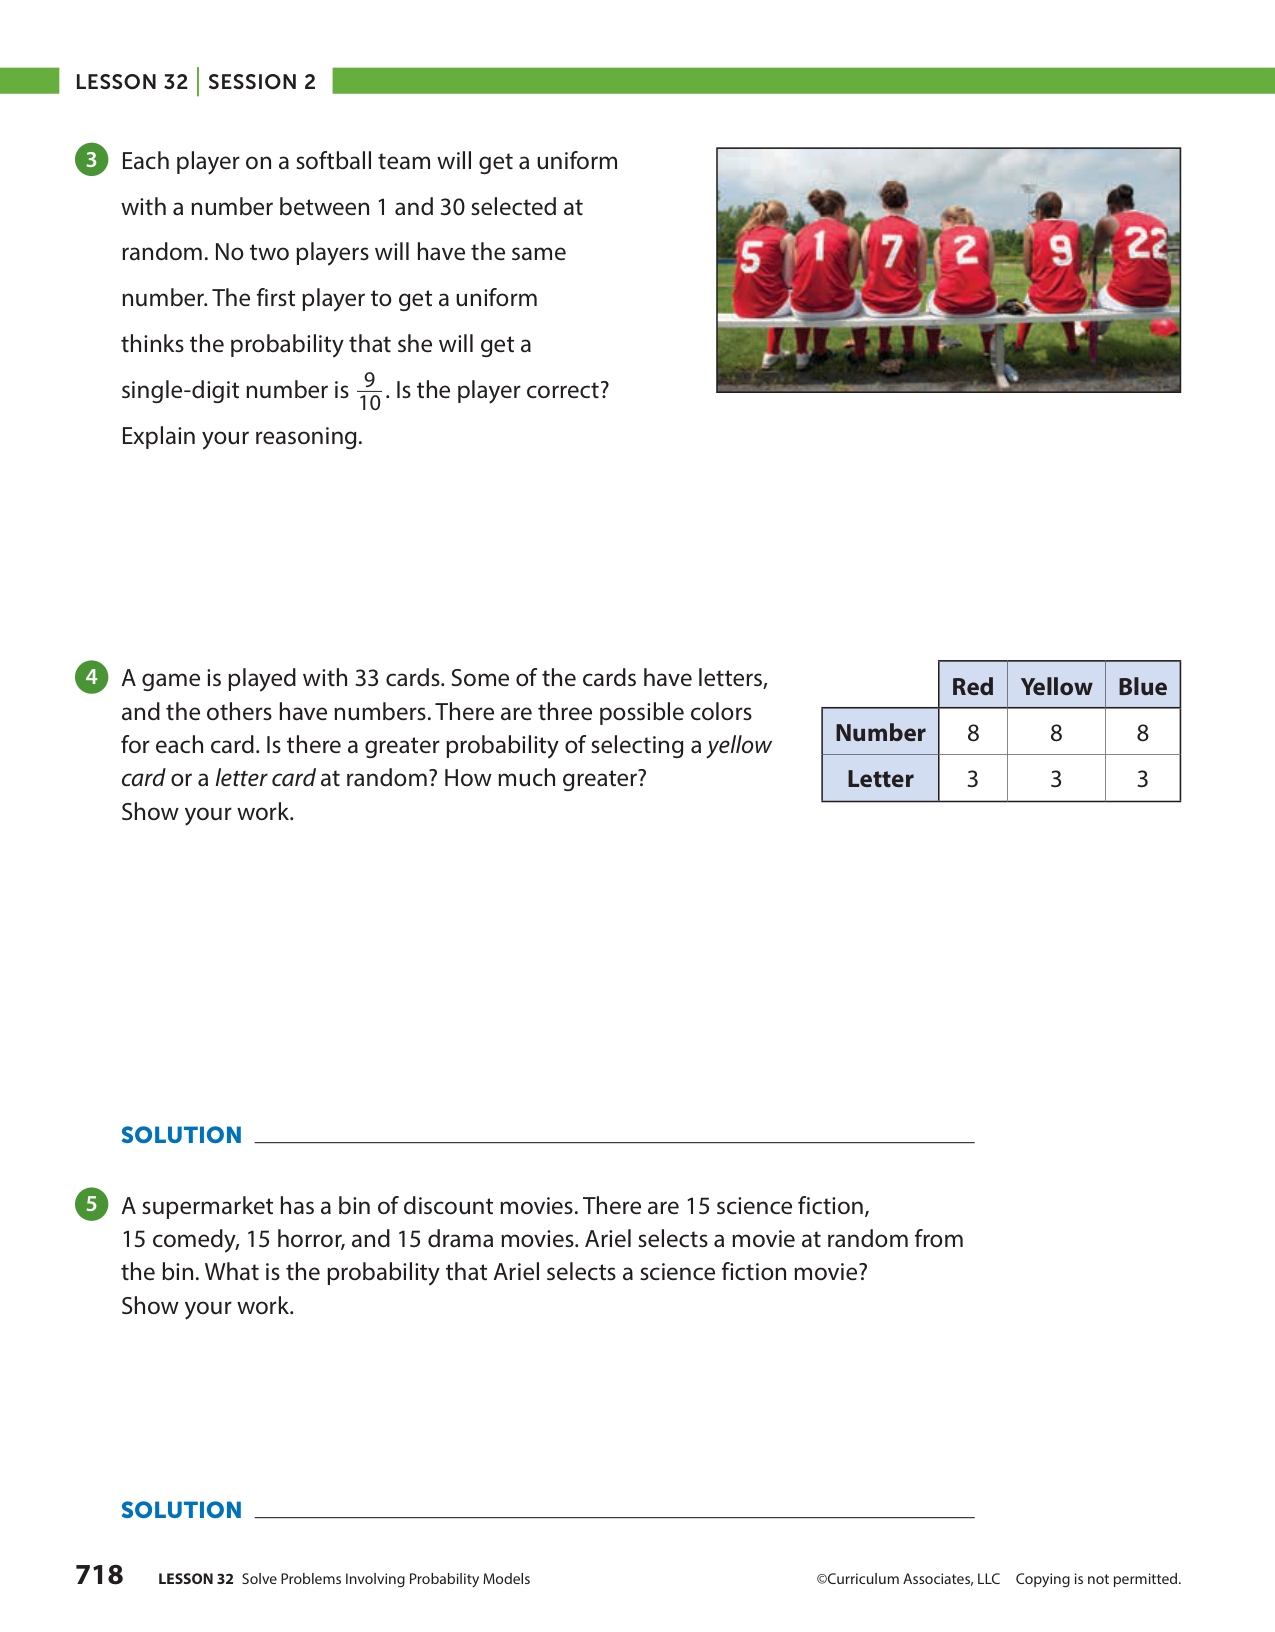 LESSON 32 | SESSION 2
3 Each player on a softball team will get a uniform
with a number between 1 and 30 selected at
random. No two players will have the same
number. The first player to get a uniform
thinks the probability that she will get a
single-digit number is 9/10. Is the player correct?
Explain your reasoning.
5 1 7 2 9 22
4 A game is played with 33 cards. Some of the cards have letters,
and the others have numbers. There are three possible colors
for each card. Is there a greater probability of selecting a yellow
card or a letter card at random? How much greater?
Show your work.
Red Yellow Blue
Number 8 8 8
Letter 3 3 3
SOLUTION
5 A supermarket has a bin of discount movies. There are 15 science fiction,
15 comedy, 15 horror, and 15 drama movies. Ariel selects a movie at random from
the bin. What is the probability that Ariel selects a science fiction movie?
Show your work.
SOLUTION
718 LESSON 32 Solve Problems Involving Probability Models ©Curriculum Associates, LLC Copying is not permitted.